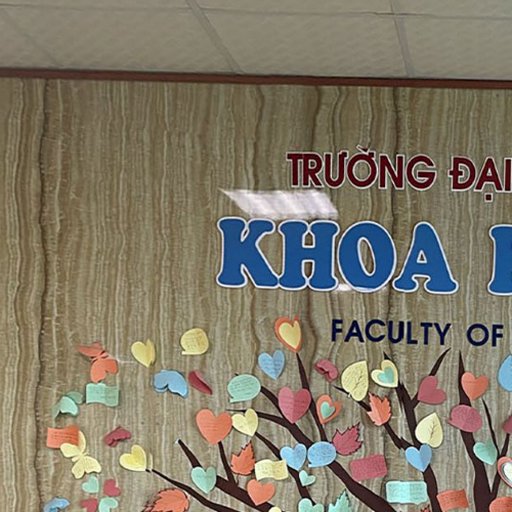 TRƯỜNG ĐẠI
KHOA
FACULTY OF